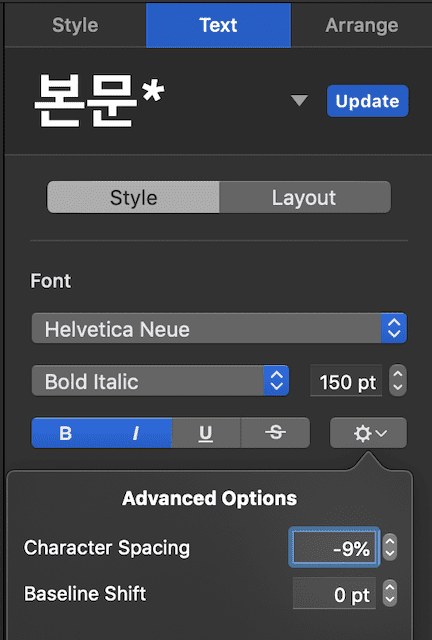 Style Text Arrange
본문* Update
Style Layout
Font
Helvetica Neue
Bold Italic 150 pt
B I U S
Advanced Options
Character Spacing -9%
Baseline Shift 0 pt